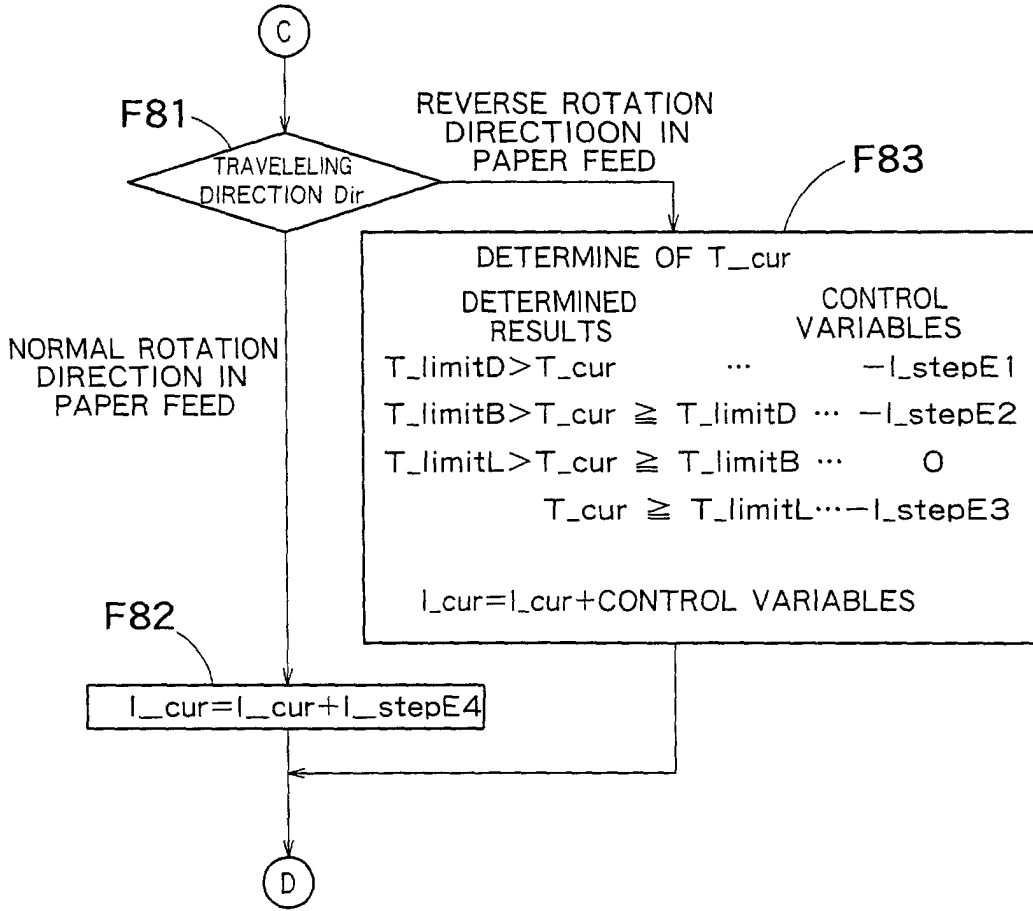 C
F81
REVERSE ROTATION
DIRECTIOON IN
PAPER FEED
TRAVELELING
DIRECTION Dir
F83
DETERMINE OF T_cur
DETERMINED
RESULTS
CONTROL
VARIABLES
T_limitD>T_cur ⋯ −I_stepE1
T_limitB>T_cur ≧ T_limitD ⋯ −I_stepE2
T_limitL>T_cur ≧ T_limitB ⋯ 0
T_cur ≧ T_limitL⋯−I_stepE3
I_cur=I_cur+CONTROL VARIABLES
NORMAL ROTATION
DIRECTION IN
PAPER FEED
F82
I_cur=I_cur+I_stepE4
D